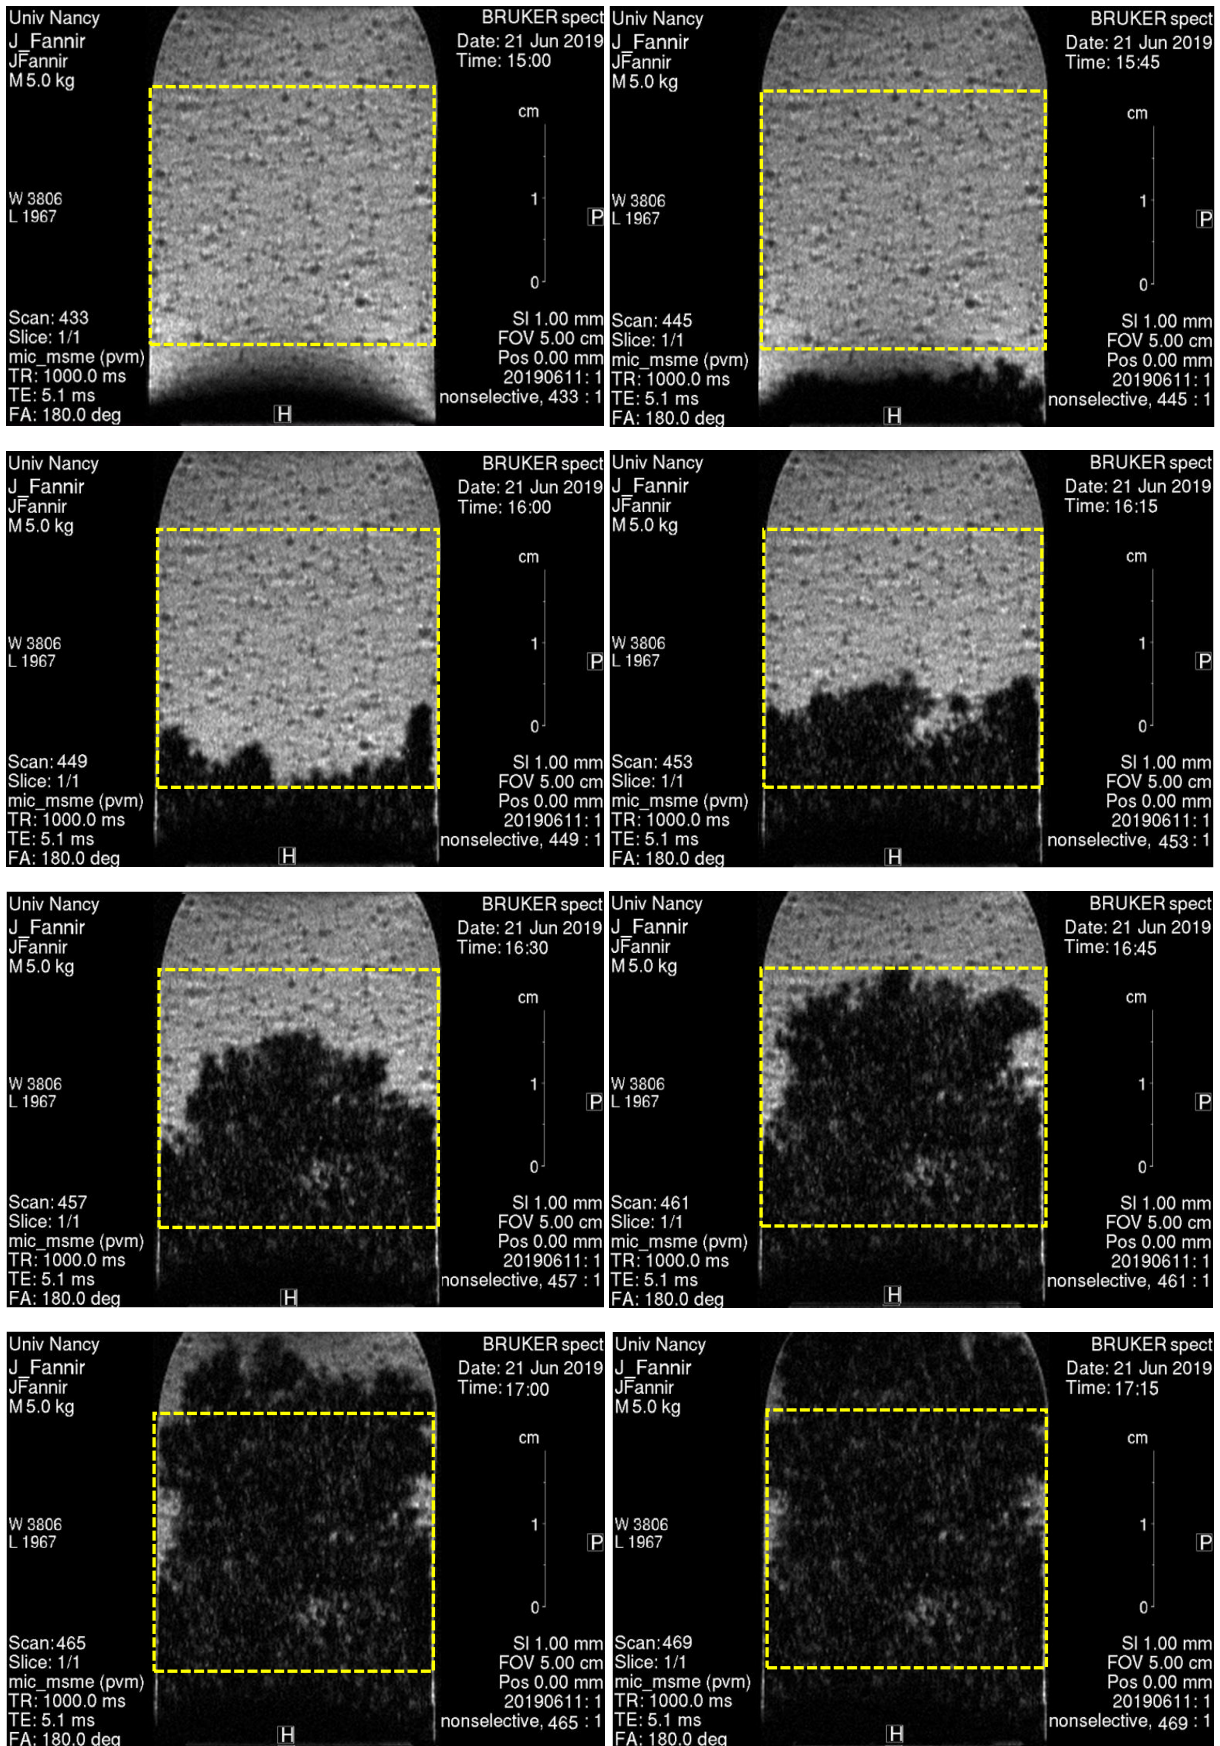 Univ Nancy
J_Fannir
JFannir
M 5.0 kg
BRUKER spect
Date: 21 Jun 2019
Time: 15:00
cm
W 3806
L 1967
1
P
0
Scan: 433
Slice: 1/1
mic_msme (pvm)
TR: 1000.0 ms
TE: 5.1 ms
FA: 180.0 deg
SI 1.00 mm
FOV 5.00 cm
Pos 0.00 mm
20190611: 1
nonselective, 433 : 1
H
Univ Nancy
J_Fannir
JFannir
M 5.0 kg
BRUKER spect
Date: 21 Jun 2019
Time: 15:45
cm
W 3806
L 1967
1
P
0
Scan: 445
Slice: 1/1
mic_msme (pvm)
TR: 1000.0 ms
TE: 5.1 ms
FA: 180.0 deg
SI 1.00 mm
FOV 5.00 cm
Pos 0.00 mm
20190611: 1
nonselective, 445 : 1
H
Univ Nancy
J_Fannir
JFannir
M 5.0 kg
BRUKER spect
Date: 21 Jun 2019
Time: 16:00
cm
W 3806
L 1967
1
P
0
Scan: 449
Slice: 1/1
mic_msme (pvm)
TR: 1000.0 ms
TE: 5.1 ms
FA: 180.0 deg
SI 1.00 mm
FOV 5.00 cm
Pos 0.00 mm
20190611: 1
nonselective, 449 : 1
H
Univ Nancy
J_Fannir
JFannir
M 5.0 kg
BRUKER spect
Date: 21 Jun 2019
Time: 16:15
cm
W 3806
L 1967
1
P
0
Scan: 453
Slice: 1/1
mic_msme (pvm)
TR: 1000.0 ms
TE: 5.1 ms
FA: 180.0 deg
SI 1.00 mm
FOV 5.00 cm
Pos 0.00 mm
20190611: 1
nonselective, 453 : 1
H
Univ Nancy
J_Fannir
JFannir
M 5.0 kg
BRUKER spect
Date: 21 Jun 2019
Time: 16:30
cm
W 3806
L 1967
1
P
0
Scan: 457
Slice: 1/1
mic_msme (pvm)
TR: 1000.0 ms
TE: 5.1 ms
FA: 180.0 deg
SI 1.00 mm
FOV 5.00 cm
Pos 0.00 mm
20190611: 1
nonselective, 457 : 1
H
Univ Nancy
J_Fannir
JFannir
M 5.0 kg
BRUKER spect
Date: 21 Jun 2019
Time: 16:45
cm
W 3806
L 1967
1
P
0
Scan: 461
Slice: 1/1
mic_msme (pvm)
TR: 1000.0 ms
TE: 5.1 ms
FA: 180.0 deg
SI 1.00 mm
FOV 5.00 cm
Pos 0.00 mm
20190611: 1
nonselective, 461 : 1
H
Univ Nancy
J_Fannir
JFannir
M 5.0 kg
BRUKER spect
Date: 21 Jun 2019
Time: 17:00
cm
W 3806
L 1967
1
P
0
Scan: 465
Slice: 1/1
mic_msme (pvm)
TR: 1000.0 ms
TE: 5.1 ms
FA: 180.0 deg
SI 1.00 mm
FOV 5.00 cm
Pos 0.00 mm
20190611: 1
nonselective, 465 : 1
H
Univ Nancy
J_Fannir
JFannir
M 5.0 kg
BRUKER spect
Date: 21 Jun 2019
Time: 17:15
cm
W 3806
L 1967
1
P
0
Scan: 469
Slice: 1/1
mic_msme (pvm)
TR: 1000.0 ms
TE: 5.1 ms
FA: 180.0 deg
SI 1.00 mm
FOV 5.00 cm
Pos 0.00 mm
20190611: 1
nonselective, 469 : 1
H